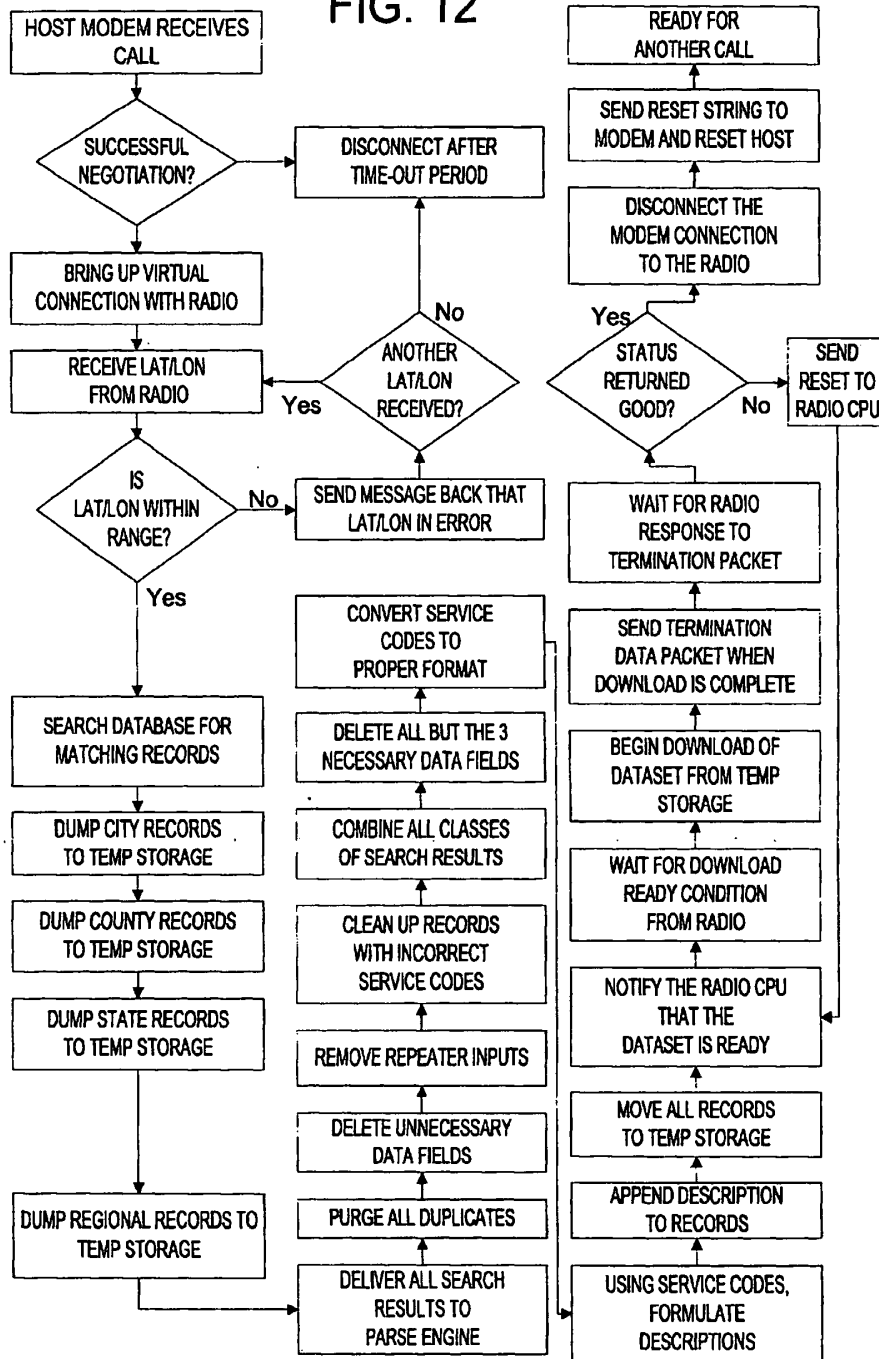 FIG. 12
HOST MODEM RECEIVES
CALL
SUCCESSFUL
NEGOTIATION?
DISCONNECT AFTER
TIME-OUT PERIOD
BRING UP VIRTUAL
CONNECTION WITH RADIO
RECEIVE LAT/LON
FROM RADIO
No
ANOTHER
LAT/LON
RECEIVED?
Yes
IS
LAT/LON WITHIN
RANGE?
No
SEND MESSAGE BACK THAT
LAT/LON IN ERROR
Yes
SEARCH DATABASE FOR
MATCHING RECORDS
DUMP CITY RECORDS
TO TEMP STORAGE
DUMP COUNTY RECORDS
TO TEMP STORAGE
DUMP STATE RECORDS
TO TEMP STORAGE
DUMP REGIONAL RECORDS TO
TEMP STORAGE
CONVERT SERVICE
CODES TO
PROPER FORMAT
DELETE ALL BUT THE 3
NECESSARY DATA FIELDS
COMBINE ALL CLASSES
OF SEARCH RESULTS
CLEAN UP RECORDS
WITH INCORRECT
SERVICE CODES
REMOVE REPEATER INPUTS
DELETE UNNECESSARY
DATA FIELDS
PURGE ALL DUPLICATES
DELIVER ALL SEARCH
RESULTS TO
PARSE ENGINE
READY FOR
ANOTHER CALL
SEND RESET STRING TO
MODEM AND RESET HOST
DISCONNECT THE
MODEM CONNECTION
TO THE RADIO
Yes
STATUS
RETURNED
GOOD?
No
SEND
RESET TO
RADIO CPU
WAIT FOR RADIO
RESPONSE TO
TERMINATION PACKET
SEND TERMINATION
DATA PACKET WHEN
DOWNLOAD IS COMPLETE
BEGIN DOWNLOAD OF
DATASET FROM TEMP
STORAGE
WAIT FOR DOWNLOAD
READY CONDITION
FROM RADIO
NOTIFY THE RADIO CPU
THAT THE
DATASET IS READY
MOVE ALL RECORDS
TO TEMP STORAGE
APPEND DESCRIPTION
TO RECORDS
USING SERVICE CODES,
FORMULATE
DESCRIPTIONS